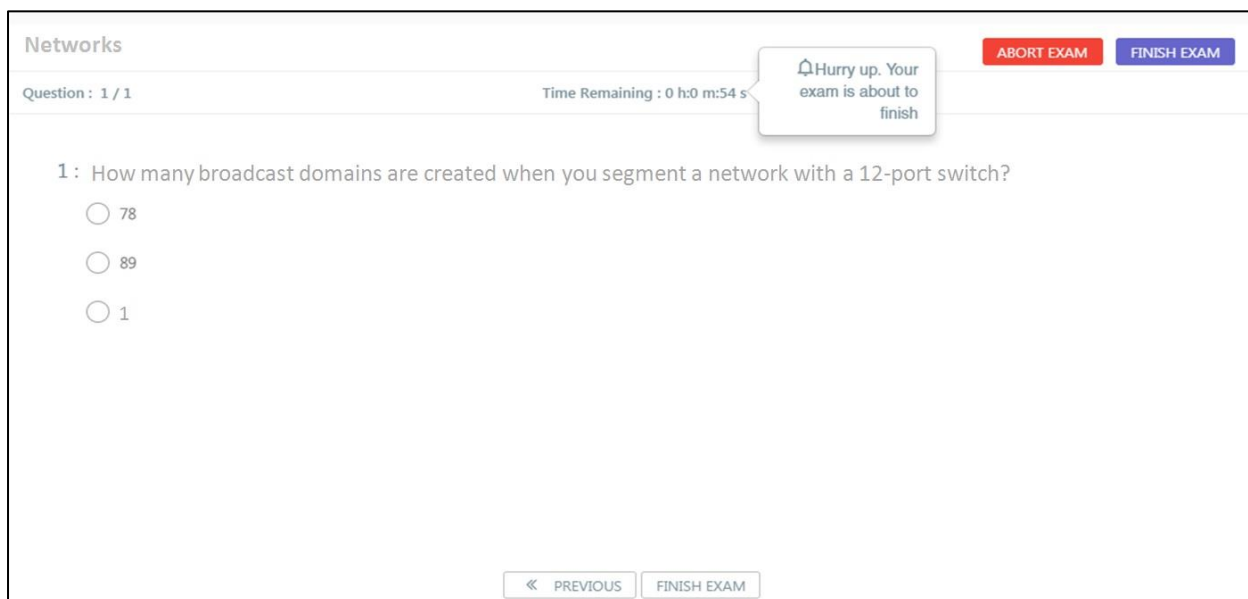 Networks
ABORT EXAM
FINISH EXAM
Question : 1 / 1
Time Remaining : 0 h:0 m:54 s
Hurry up. Your
exam is about to
finish
1 : How many broadcast domains are created when you segment a network with a 12-port switch?
78
89
1
« PREVIOUS
FINISH EXAM